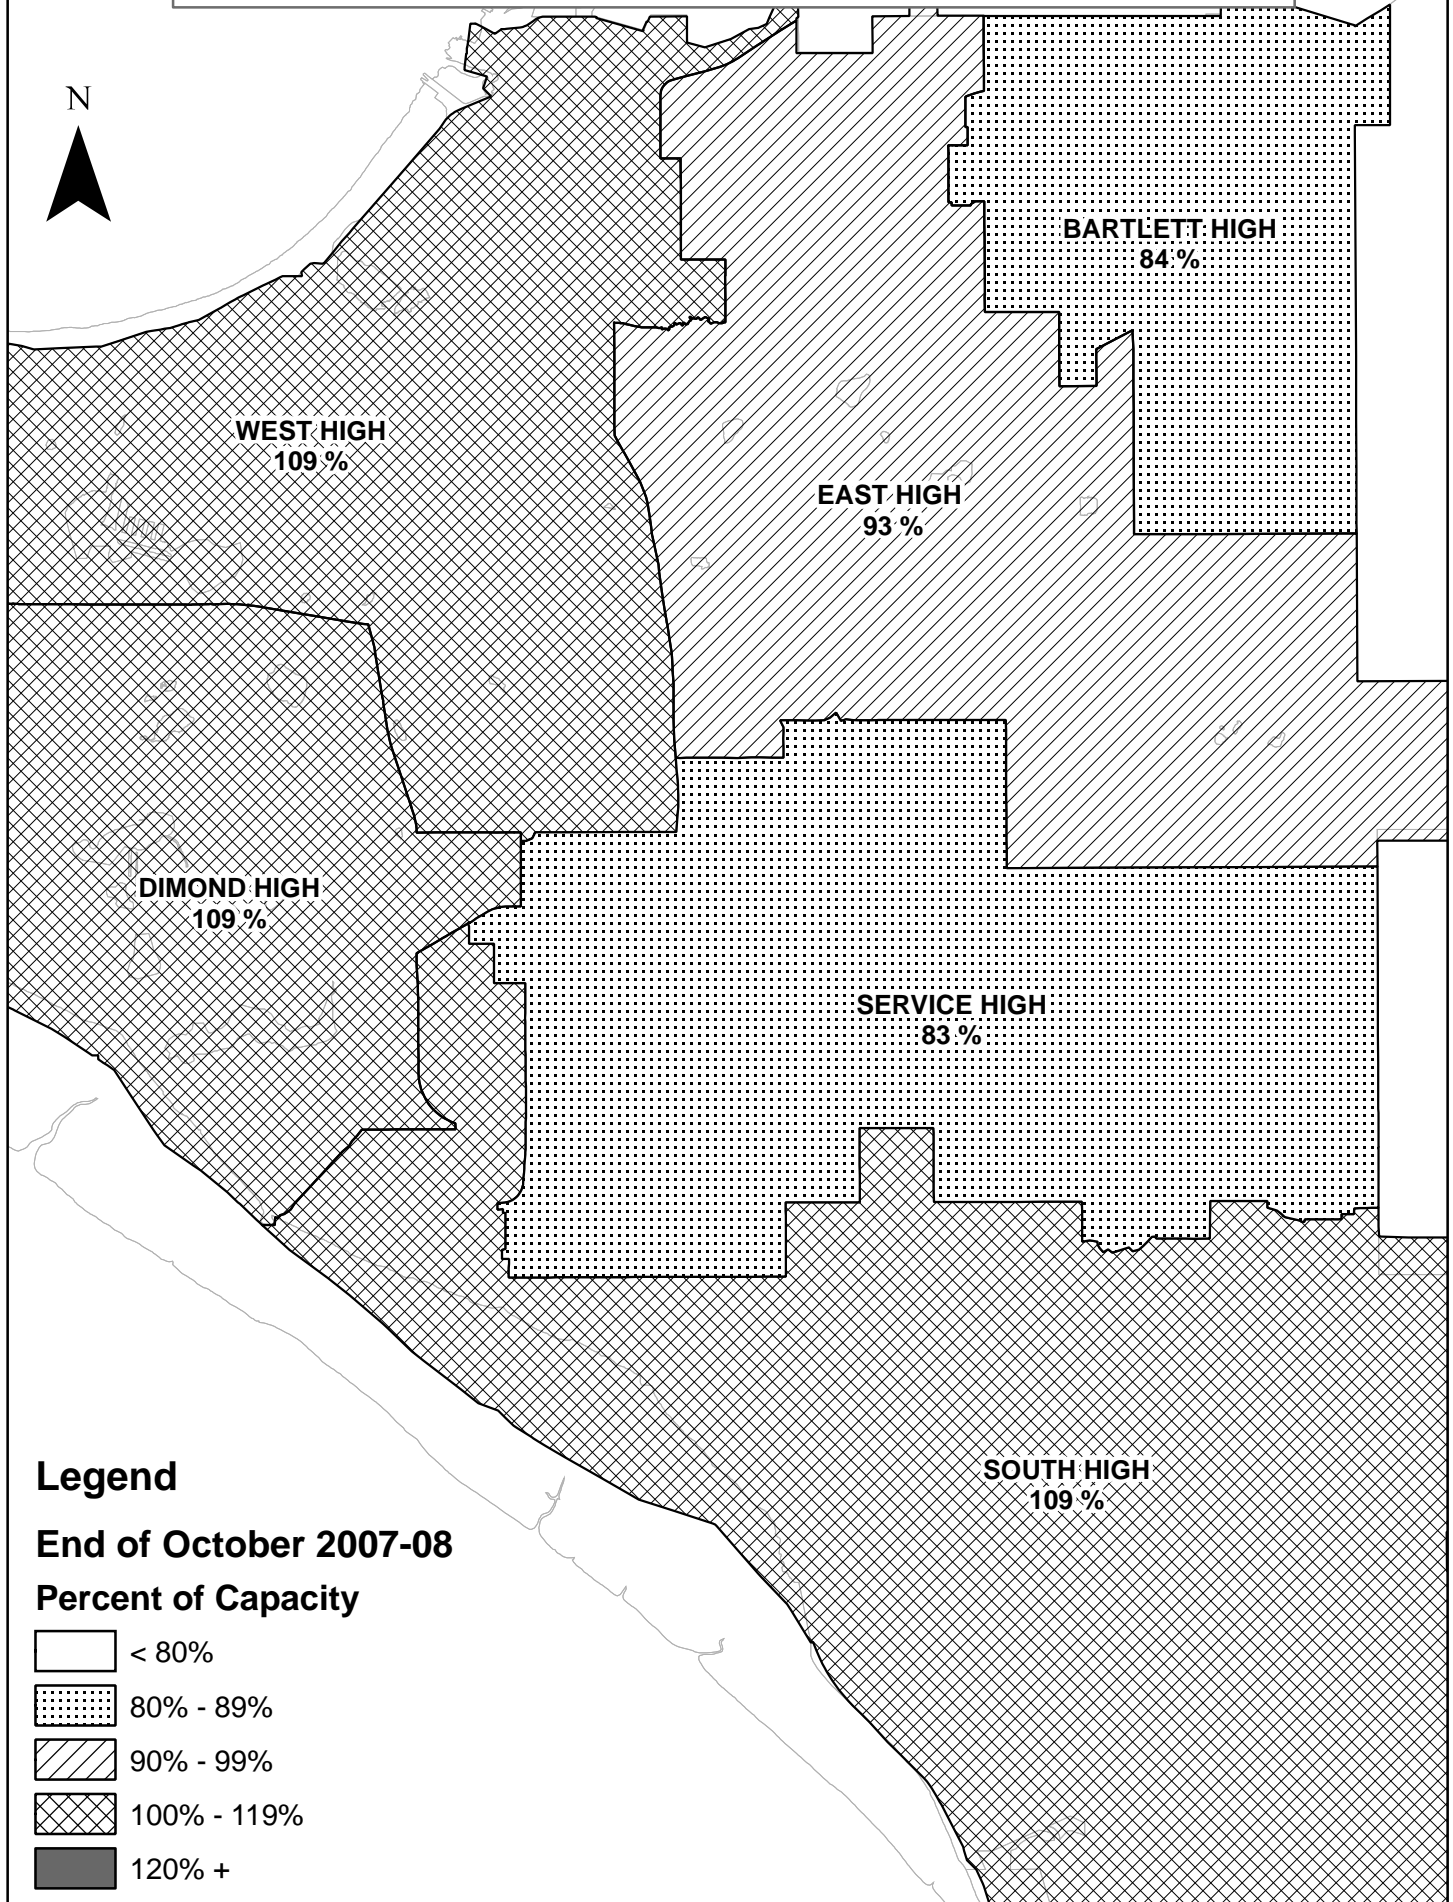 N
BARTLETT HIGH
84 %
WEST HIGH
109 %
EAST HIGH
93 %
DIMOND HIGH
109 %
SERVICE HIGH
83 %
SOUTH HIGH
109 %
Legend
End of October 2007-08
Percent of Capacity
< 80%
80% - 89%
90% - 99%
100% - 119%
120% +